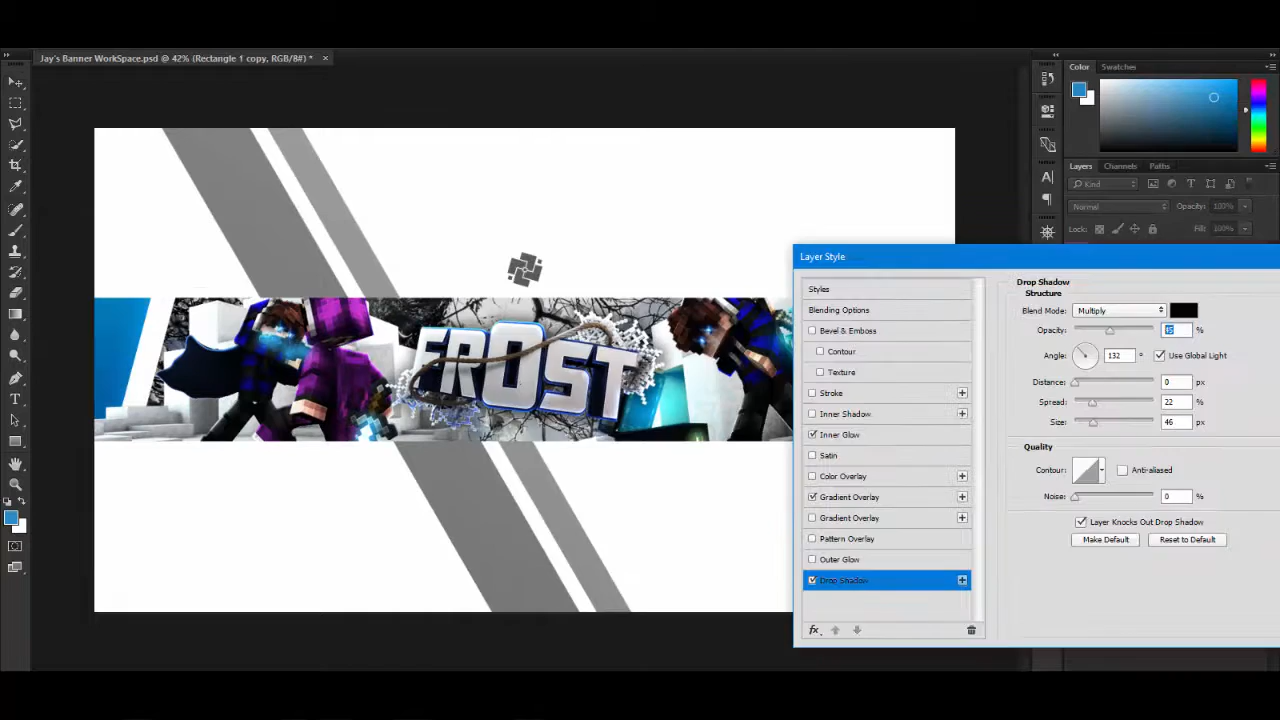 Jay's Banner WorkSpace.psd @ 42% (Rectangle 1 copy, RGB/8#) * ×
Color Swatches
Layers Channels Paths
Kind
Normal Opacity: 100%
Lock: Fill: 100%
FROST
Layer Style
Styles
Blending Options
Bevel & Emboss
Contour
Texture
Stroke
Inner Shadow
Inner Glow
Satin
Color Overlay
Gradient Overlay
Gradient Overlay
Pattern Overlay
Outer Glow
Drop Shadow
fx
Drop Shadow
Structure
Blend Mode: Multiply
Opacity: 45 %
Angle: 132 ° Use Global Light
Distance: 0 px
Spread: 22 %
Size: 46 px
Quality
Contour: Anti-aliased
Noise: 0 %
Layer Knocks Out Drop Shadow
Make Default Reset to Default